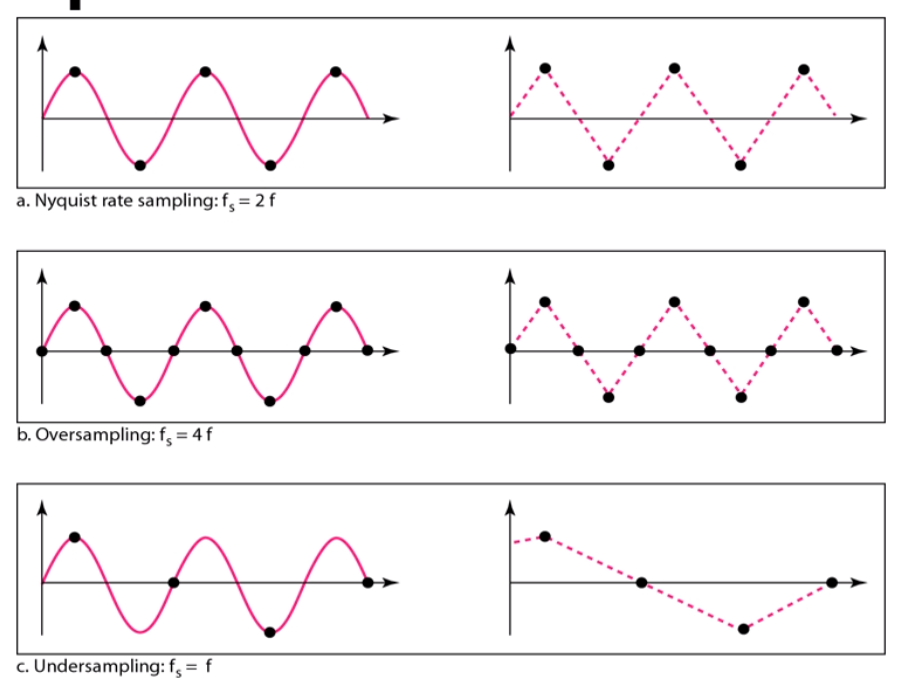 a. Nyquist rate sampling: fs = 2 f
b. Oversampling: fs = 4 f
c. Undersampling: fs = f